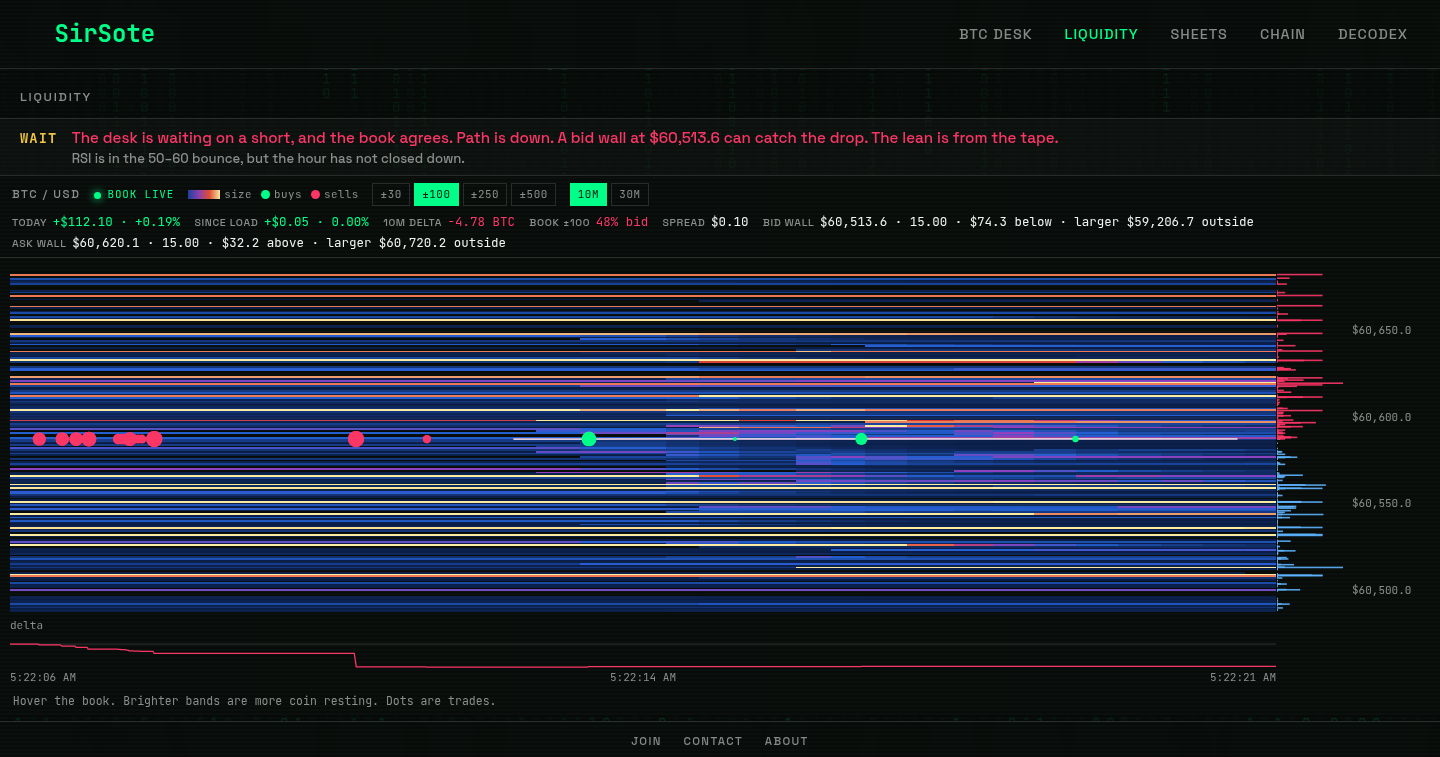 SirSote
BTC DESK LIQUIDITY SHEETS CHAIN DECODEX
LIQUIDITY
WAIT The desk is waiting on a short, and the book agrees. Path is down. A bid wall at $60,513.6 can catch the drop. The lean is from the tape.
RSI is in the 50–60 bounce, but the hour has not closed down.
BTC / USD BOOK LIVE size buys sells ±30 ±100 ±250 ±500 10M 30M
TODAY +$112.10 · +0.19% SINCE LOAD +$0.05 · 0.00% 10M DELTA -4.78 BTC BOOK ±100 48% bid SPREAD $0.10 BID WALL $60,513.6 · 15.00 · $74.3 below · larger $59,206.7 outside
ASK WALL $60,620.1 · 15.00 · $32.2 above · larger $60,720.2 outside
$60,650.0
$60,600.0
$60,550.0
$60,500.0
delta
5:22:06 AM 5:22:14 AM 5:22:21 AM
Hover the book. Brighter bands are more coin resting. Dots are trades.
JOIN CONTACT ABOUT